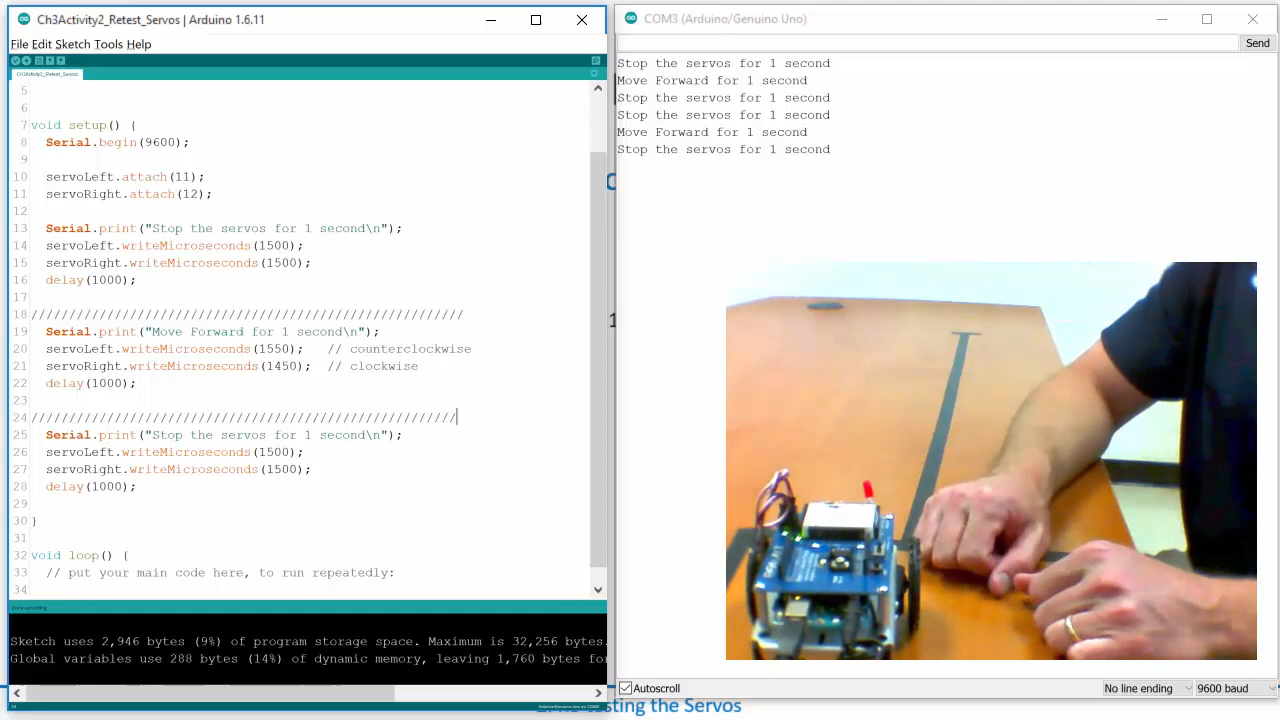 Ch3Activity2_Retest_Servos | Arduino 1.6.11
File Edit Sketch Tools Help
Ch3Activity2_Retest_Servos
5
6
7 void setup() {
8 Serial.begin(9600);
9
10 servoLeft.attach(11);
11 servoRight.attach(12);
12
13 Serial.print("Stop the servos for 1 second\n");
14 servoLeft.writeMicroseconds(1500);
15 servoRight.writeMicroseconds(1500);
16 delay(1000);
17
18 /////////////////////////////////////////////////////////
19 Serial.print("Move Forward for 1 second\n");
20 servoLeft.writeMicroseconds(1550); // counterclockwise
21 servoRight.writeMicroseconds(1450); // clockwise
22 delay(1000);
23
24 ////////////////////////////////////////////////////////
25 Serial.print("Stop the servos for 1 second\n");
26 servoLeft.writeMicroseconds(1500);
27 servoRight.writeMicroseconds(1500);
28 delay(1000);
29
30 }
31
32 void loop() {
33 // put your main code here, to run repeatedly:
34
Done uploading.
Sketch uses 2,946 bytes (9%) of program storage space. Maximum is 32,256 bytes.
Global variables use 288 bytes (14%) of dynamic memory, leaving 1,760 bytes for
24
Arduino/Genuino Uno on COM3
COM3 (Arduino/Genuino Uno)
Send
Stop the servos for 1 second
Move Forward for 1 second
Stop the servos for 1 second
Stop the servos for 1 second
Move Forward for 1 second
Stop the servos for 1 second
Autoscroll
No line ending
9600 baud
the Servos